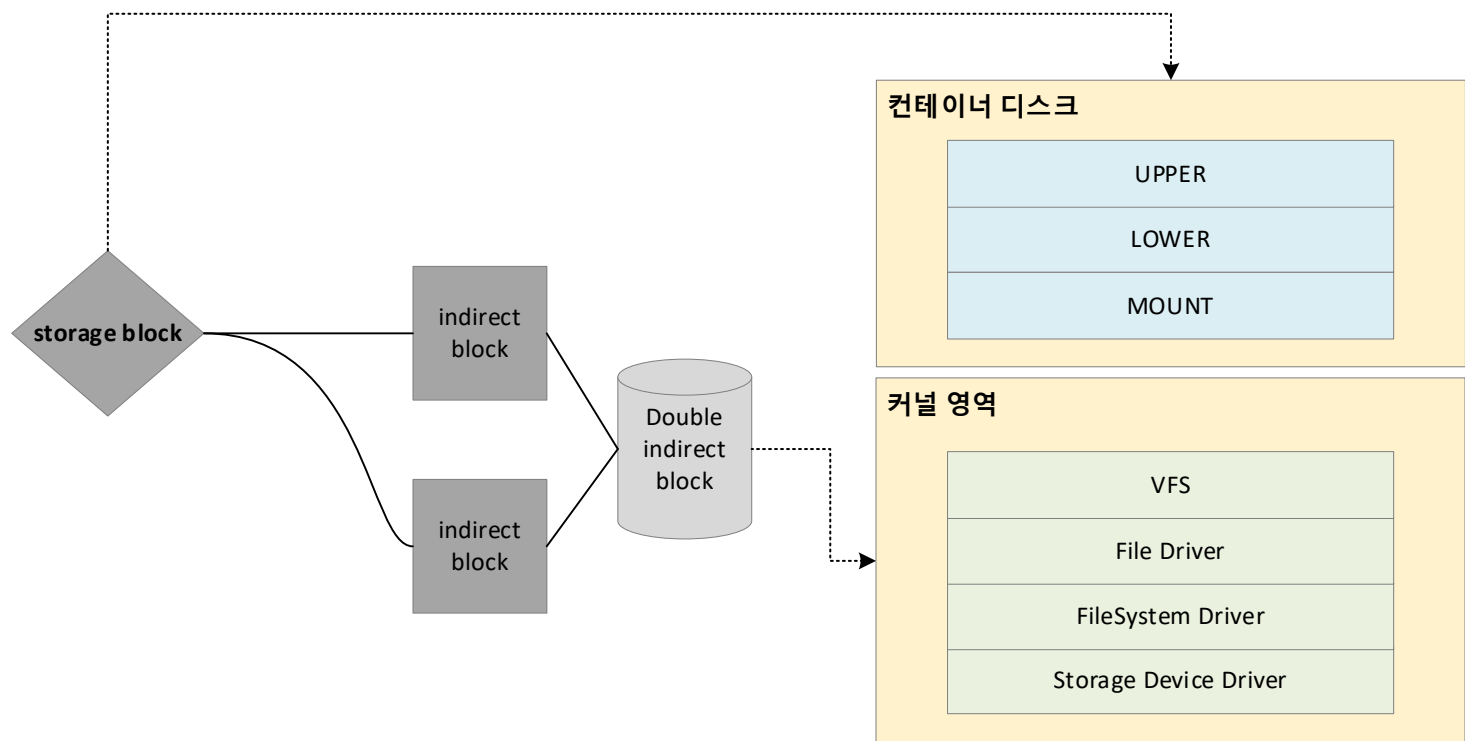 컨테이너 디스크
UPPER
LOWER
MOUNT
storage block
indirect
block
Double
indirect
block
indirect
block
커널 영역
VFS
File Driver
FileSystem Driver
Storage Device Driver